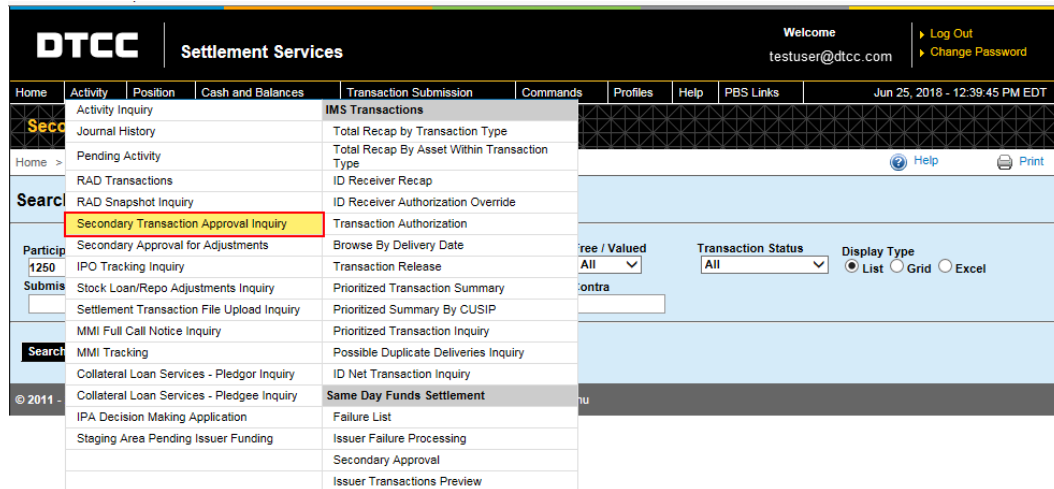 DTCC
Settlement Services
Welcome
testuser@dtcc.com
Log Out
Change Password
Home Activity Position Cash and Balances Transaction Submission Commands Profiles Help PBS Links Jun 25, 2018 - 12:39:45 PM EDT
Seco
Home >
Help Print
Search
Particip
1250
Submis
Search
© 2011 -
Activity Inquiry
Journal History
Pending Activity
RAD Transactions
RAD Snapshot Inquiry
Secondary Transaction Approval Inquiry
Secondary Approval for Adjustments
IPO Tracking Inquiry
Stock Loan/Repo Adjustments Inquiry
Settlement Transaction File Upload Inquiry
MMI Full Call Notice Inquiry
MMI Tracking
Collateral Loan Services - Pledgor Inquiry
Collateral Loan Services - Pledgee Inquiry
IPA Decision Making Application
Staging Area Pending Issuer Funding
IMS Transactions
Total Recap by Transaction Type
Total Recap By Asset Within Transaction
Type
ID Receiver Recap
ID Receiver Authorization Override
Transaction Authorization
Browse By Delivery Date
Transaction Release
Prioritized Transaction Summary
Prioritized Summary By CUSIP
Prioritized Transaction Inquiry
Possible Duplicate Deliveries Inquiry
ID Net Transaction Inquiry
Same Day Funds Settlement
Failure List
Issuer Failure Processing
Secondary Approval
Issuer Transactions Preview
ree / Valued
All
ontra
Transaction Status
All
Display Type
List Grid Excel
nu